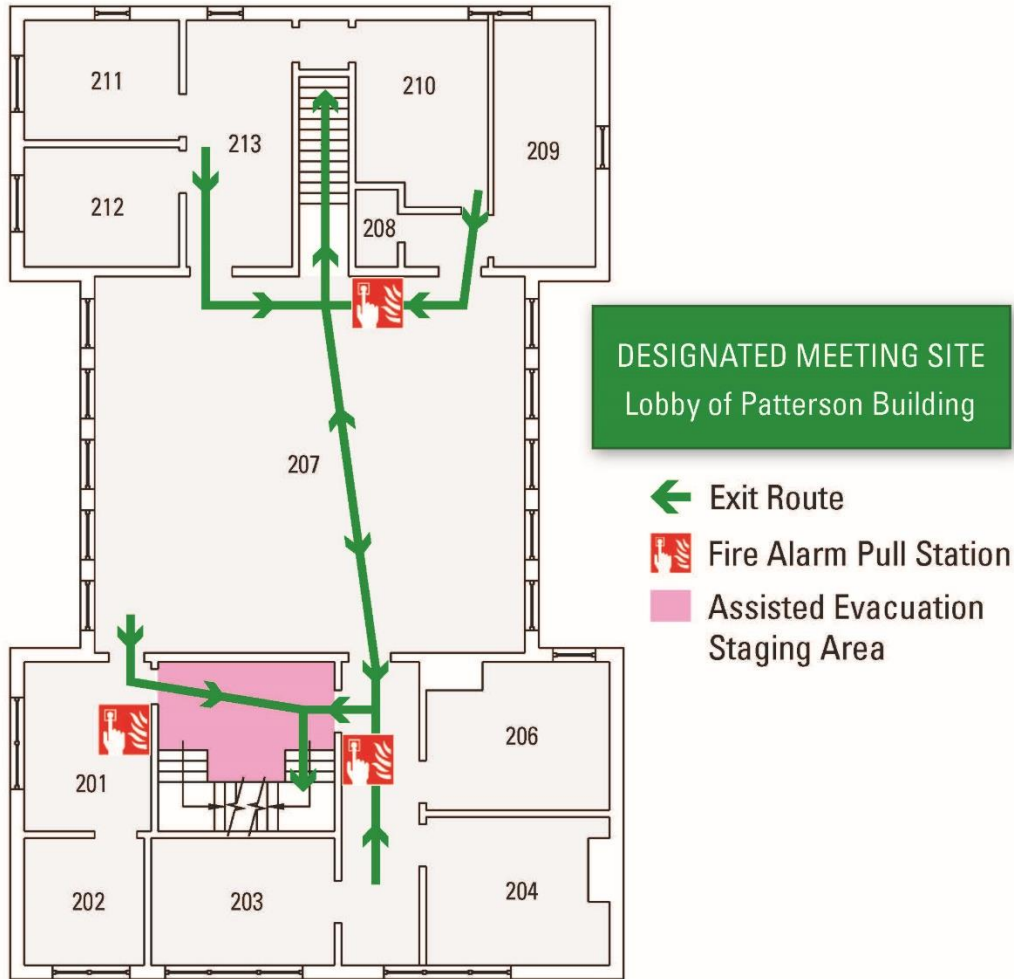 211
210
213
209
212
208
DESIGNATED MEETING SITE
Lobby of Patterson Building
207
Exit Route
Fire Alarm Pull Station
Assisted Evacuation
Staging Area
206
201
202
203
204